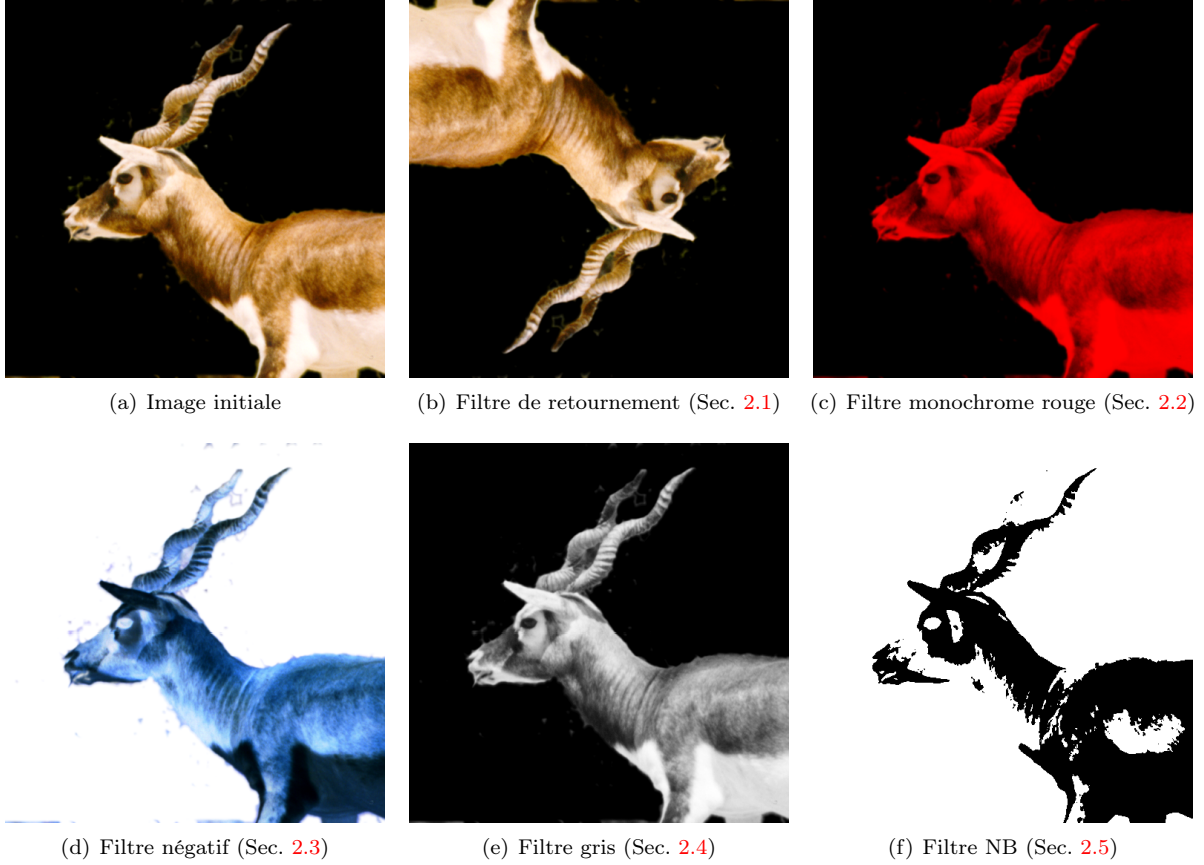 (a) Image initiale
(b) Filtre de retournement (Sec. 2.1)
(c) Filtre monochrome rouge (Sec. 2.2)
(d) Filtre négatif (Sec. 2.3)
(e) Filtre gris (Sec. 2.4)
(f) Filtre NB (Sec. 2.5)